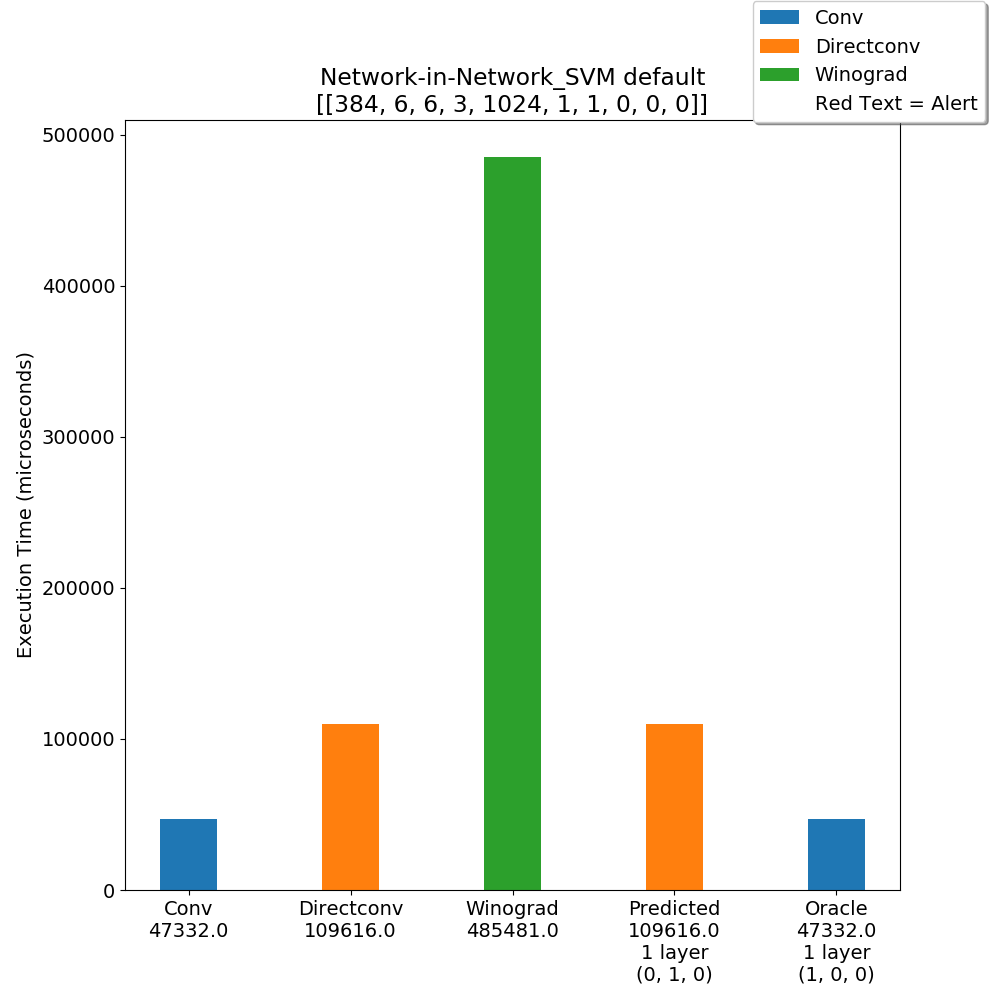 Conv
Directconv
Winograd
Red Text = Alert
Network-in-Network_SVM default
[[384, 6, 6, 3, 1024, 1, 1, 0, 0, 0]]
Execution Time (microseconds)
500000
400000
300000
200000
100000
0
Conv
47332.0
Directconv
109616.0
Winograd
485481.0
Predicted
109616.0
1 layer
(0, 1, 0)
Oracle
47332.0
1 layer
(1, 0, 0)